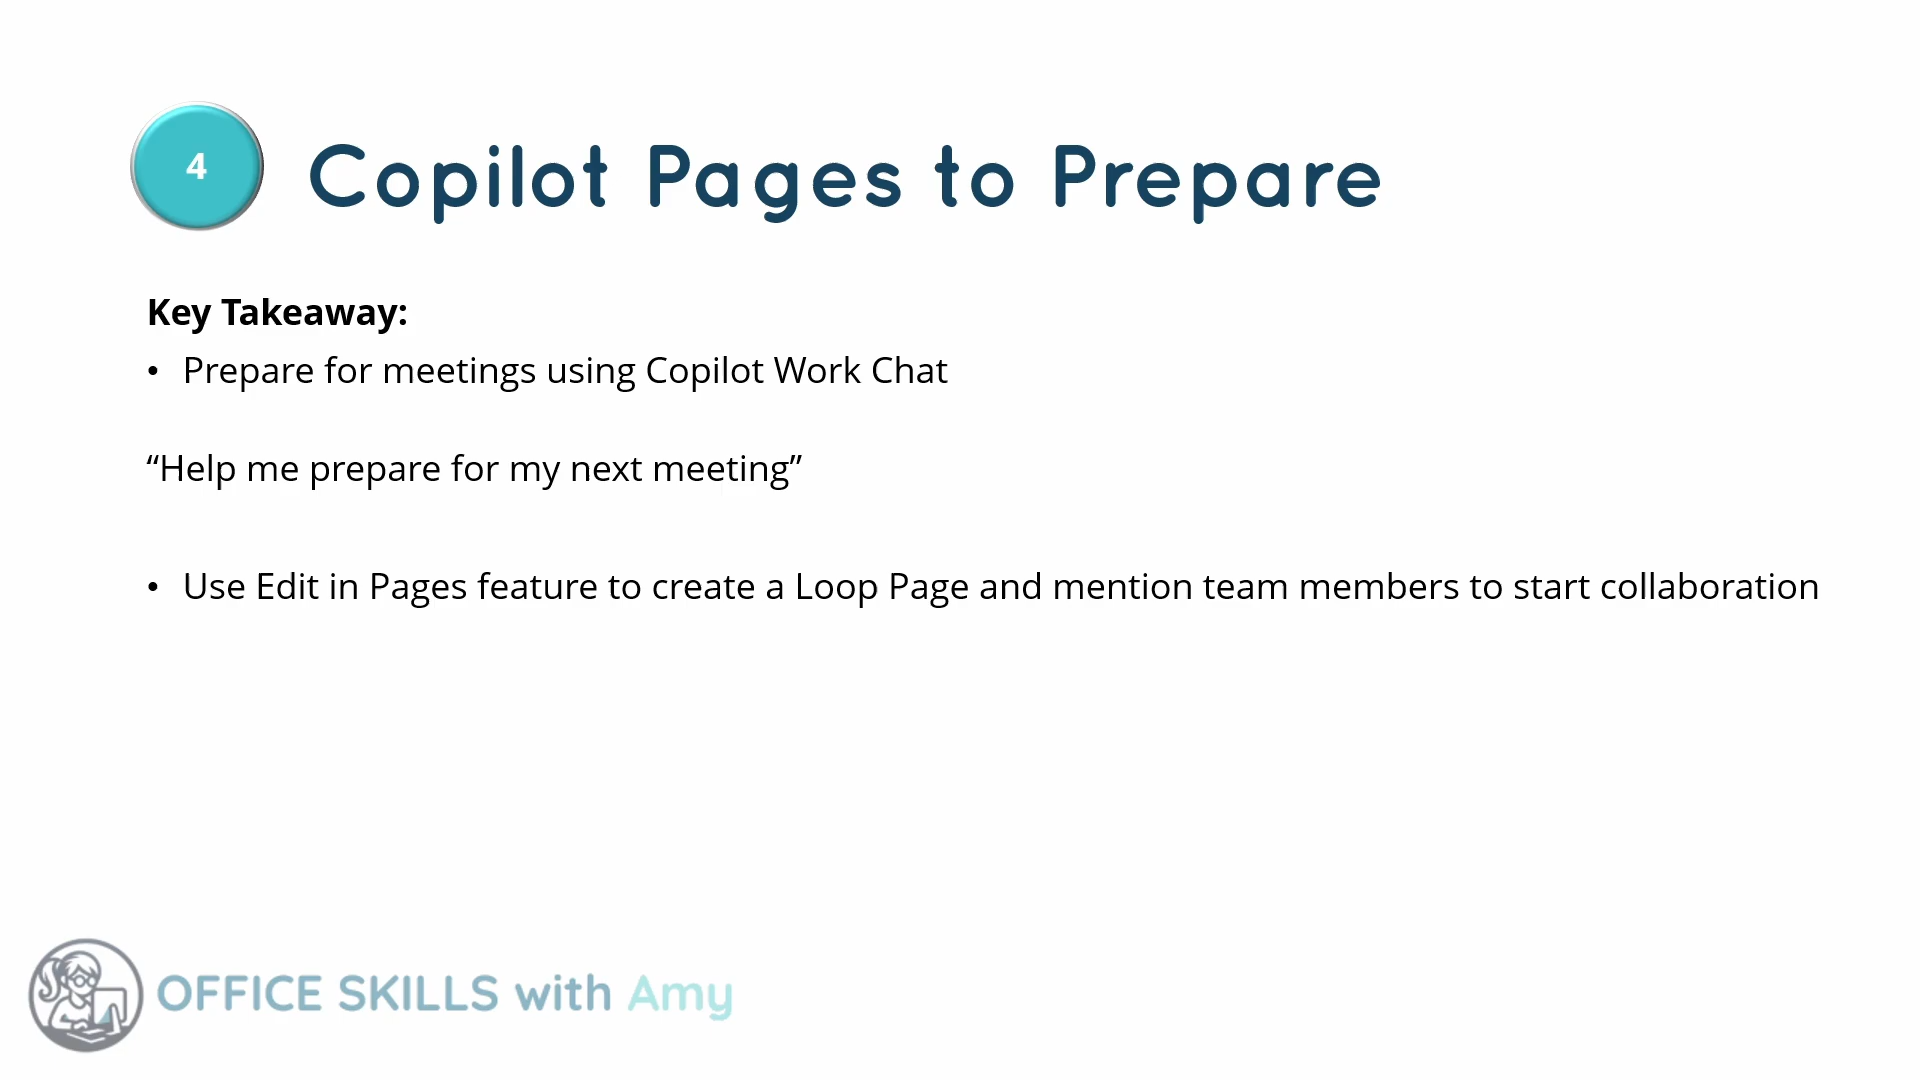 4
Copilot Pages to Prepare
Key Takeaway:
• Prepare for meetings using Copilot Work Chat
“Help me prepare for my next meeting”
• Use Edit in Pages feature to create a Loop Page and mention team members to start collaboration
OFFICE SKILLS with Amy